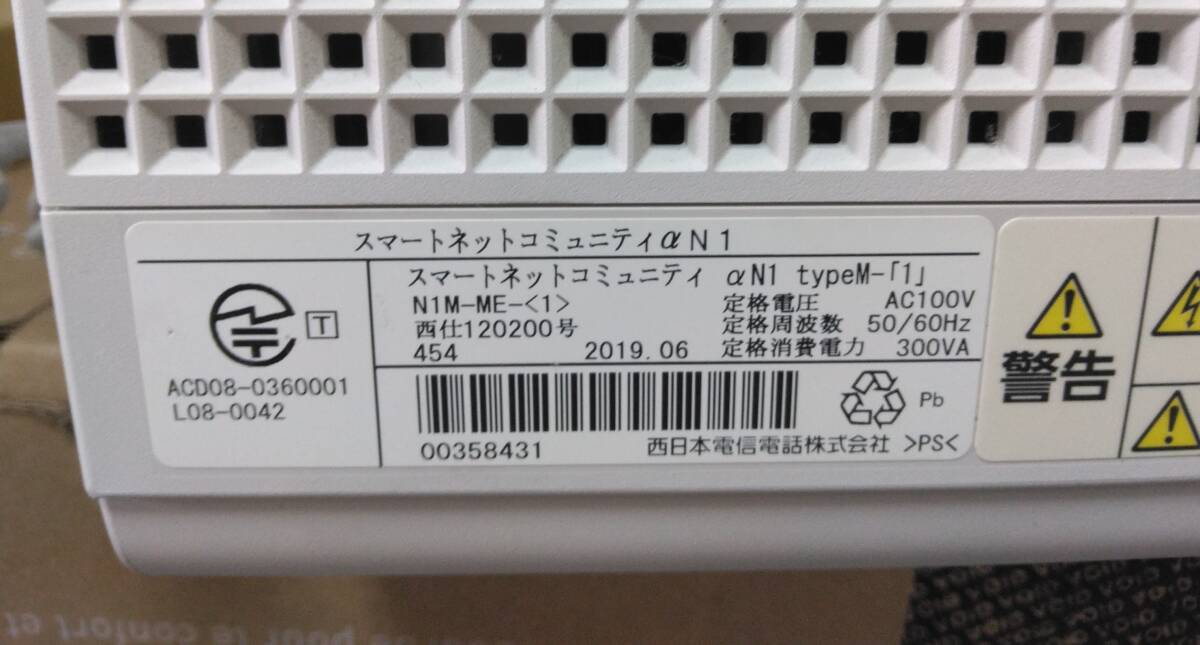 スマートネットコミュニティαN1
スマートネットコミュニティ αN1 typeM-「1」
N1M-ME-<1>
定格電圧 AC100V
西仕120200号
定格周波数 50/60Hz
454 2019.06 定格消費電力 300VA
T
ACD08-0360001
L08-0042
00358431
西日本電信電話株式会社 >PS<
Pb
警告
et confort le pour